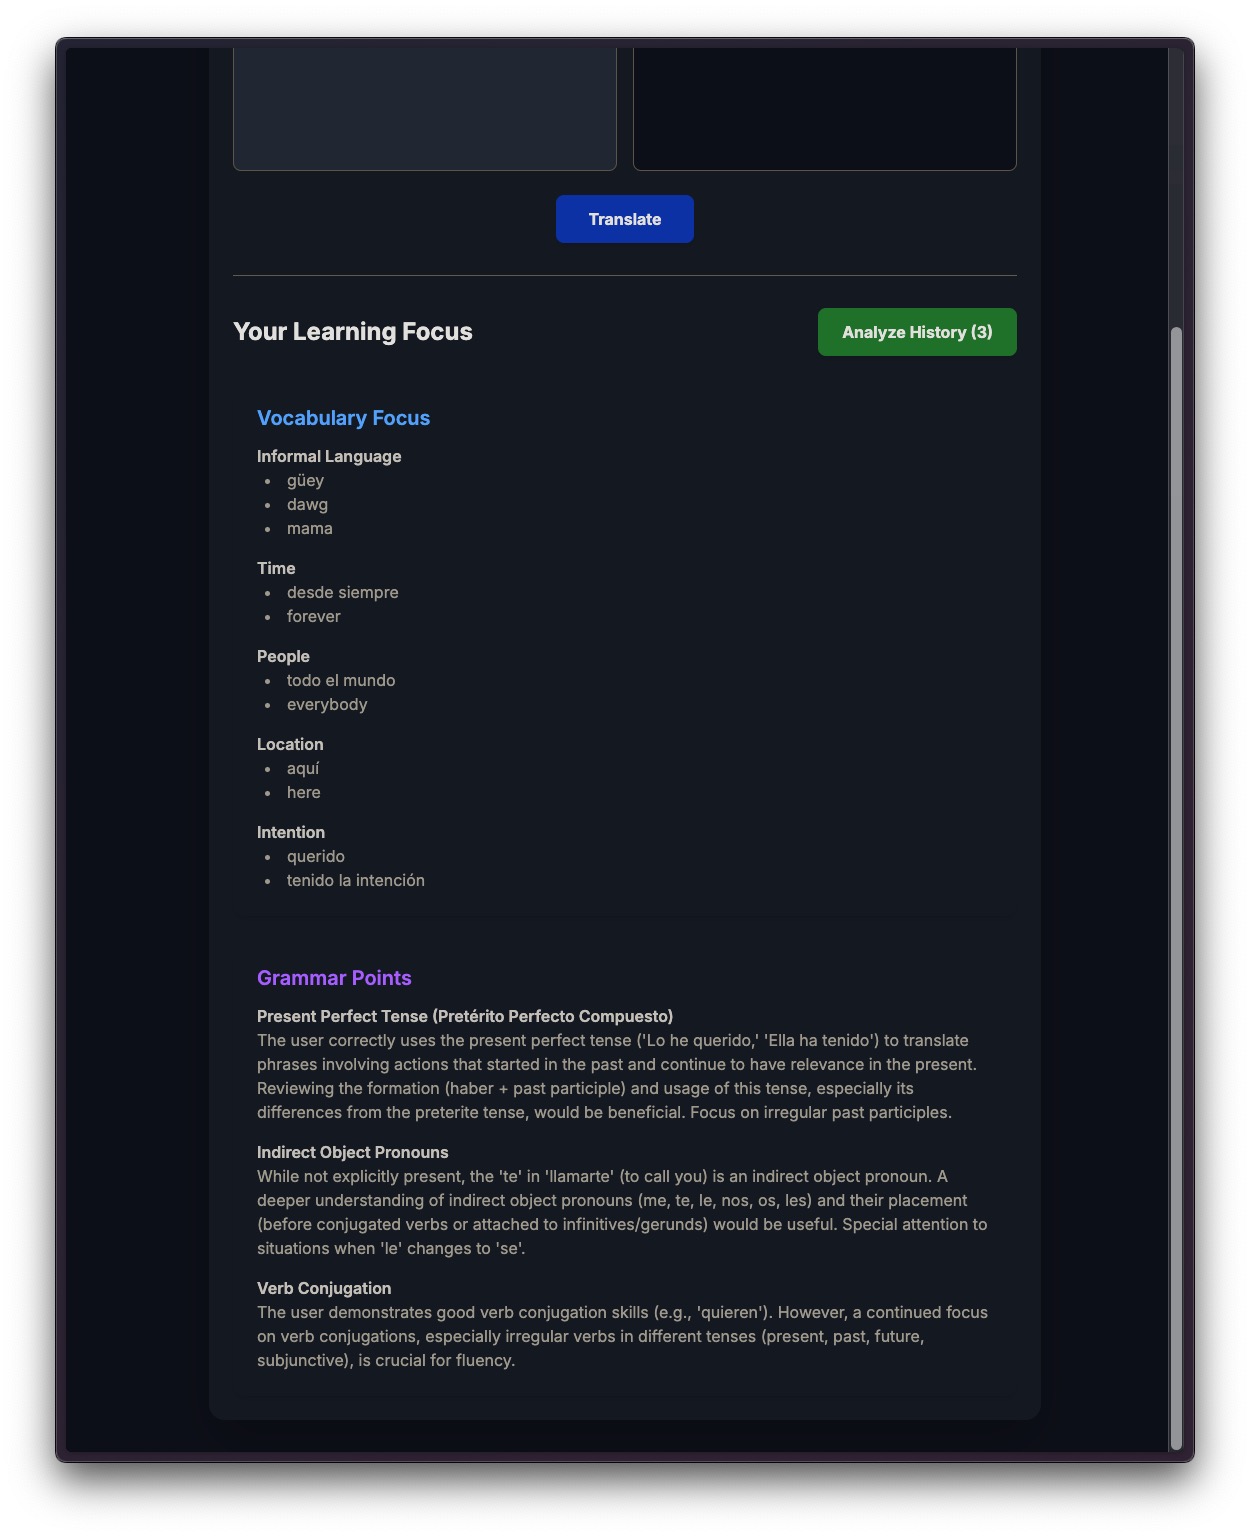 Translate
Your Learning Focus
Analyze History (3)
Vocabulary Focus
Informal Language
• güey
• dawg
• mama
Time
• desde siempre
• forever
People
• todo el mundo
• everybody
Location
• aquí
• here
Intention
• querido
• tenido la intención
Grammar Points
Present Perfect Tense (Pretérito Perfecto Compuesto)
The user correctly uses the present perfect tense ('Lo he querido,' 'Ella ha tenido') to translate
phrases involving actions that started in the past and continue to have relevance in the present.
Reviewing the formation (haber + past participle) and usage of this tense, especially its
differences from the preterite tense, would be beneficial. Focus on irregular past participles.
Indirect Object Pronouns
While not explicitly present, the 'te' in 'llamarte' (to call you) is an indirect object pronoun. A
deeper understanding of indirect object pronouns (me, te, le, nos, os, les) and their placement
(before conjugated verbs or attached to infinitives/gerunds) would be useful. Special attention to
situations when 'le' changes to 'se'.
Verb Conjugation
The user demonstrates good verb conjugation skills (e.g., 'quieren'). However, a continued focus
on verb conjugations, especially irregular verbs in different tenses (present, past, future,
subjunctive), is crucial for fluency.